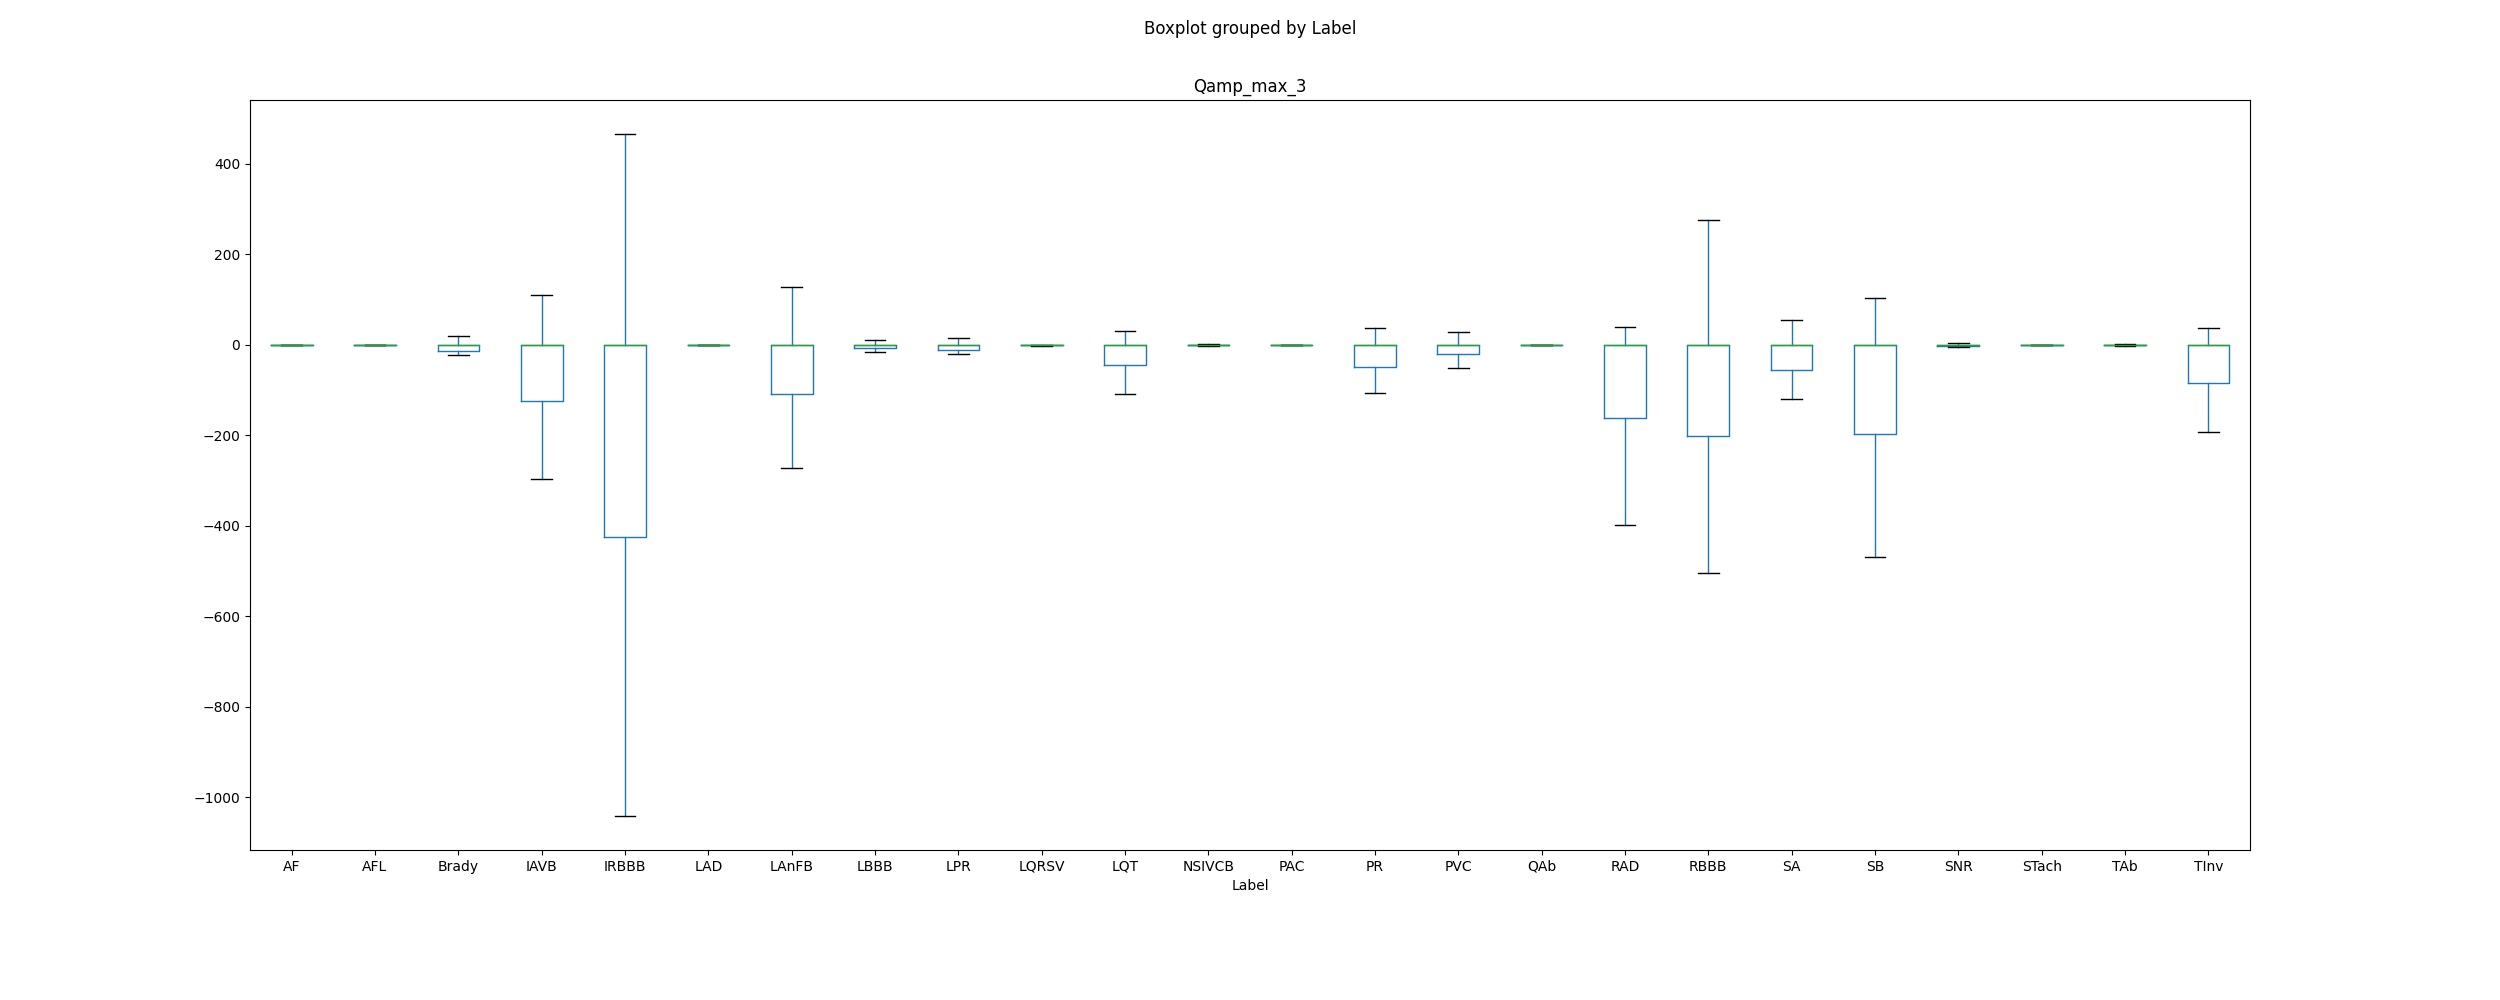 Boxplot grouped by Label
Qamp_max_3
400
200
0
−200
−400
−600
−800
−1000
AF AFL Brady IAVB IRBBB LAD LAnFB LBBB LPR LQRSV LQT NSIVCB PAC PR PVC QAb RAD RBBB SA SB SNR STach TAb TInv
Label